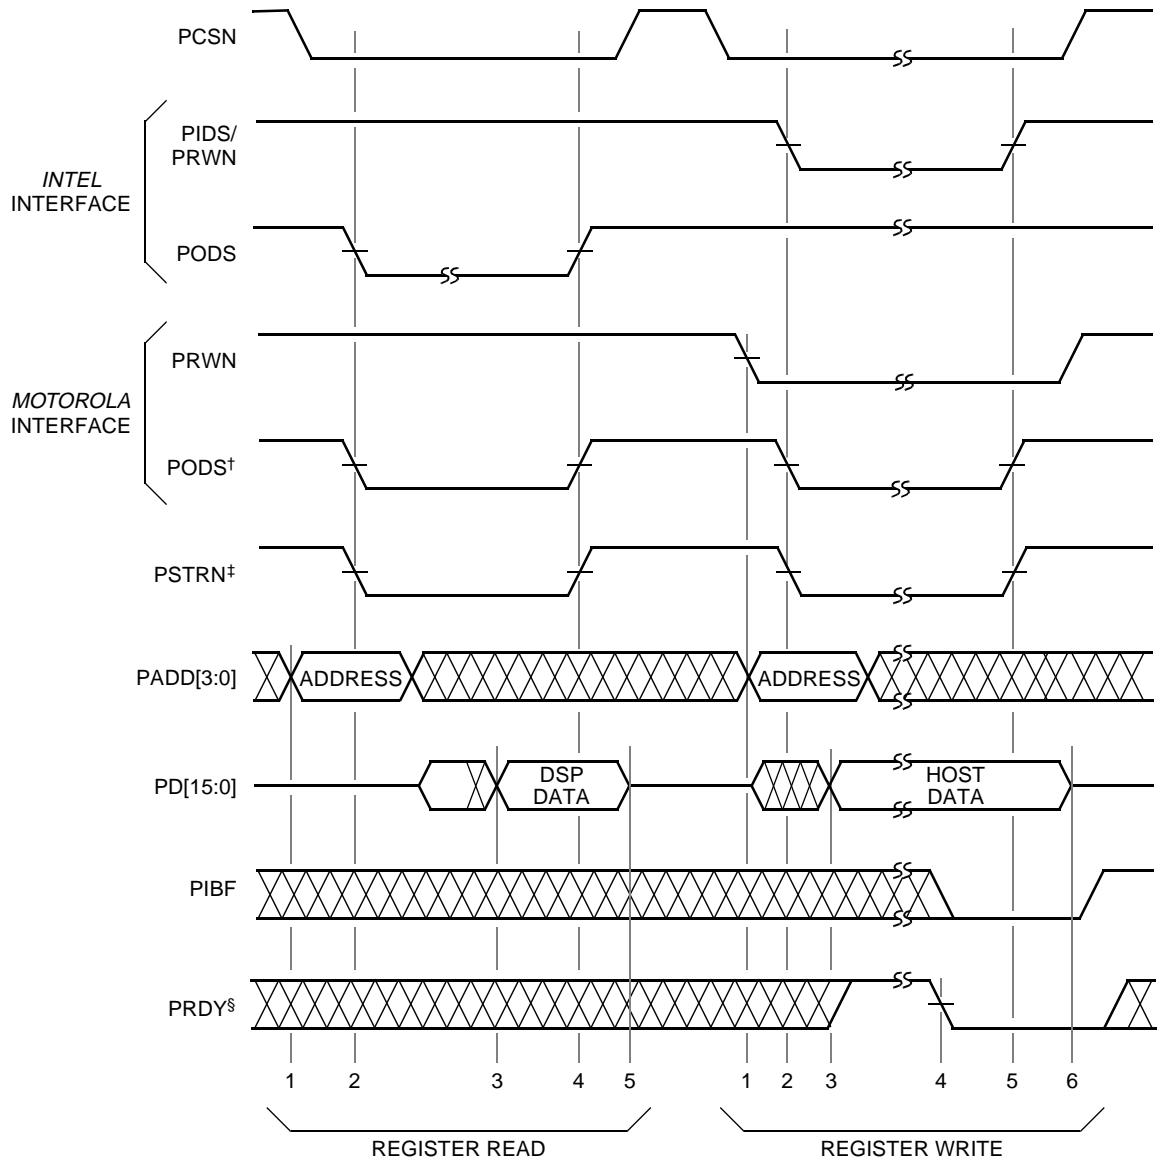 PCSN
PIDS/
PRWN
INTEL
INTERFACE
PODS
PRWN
MOTOROLA
INTERFACE
PODS†
PSTRN‡
PADD[3:0]
ADDRESS
ADDRESS
PD[15:0]
DSP
DATA
HOST
DATA
PIBF
PRDY§
1 2 3 4 5 1 2 3 4 5 6
REGISTER READ
REGISTER WRITE